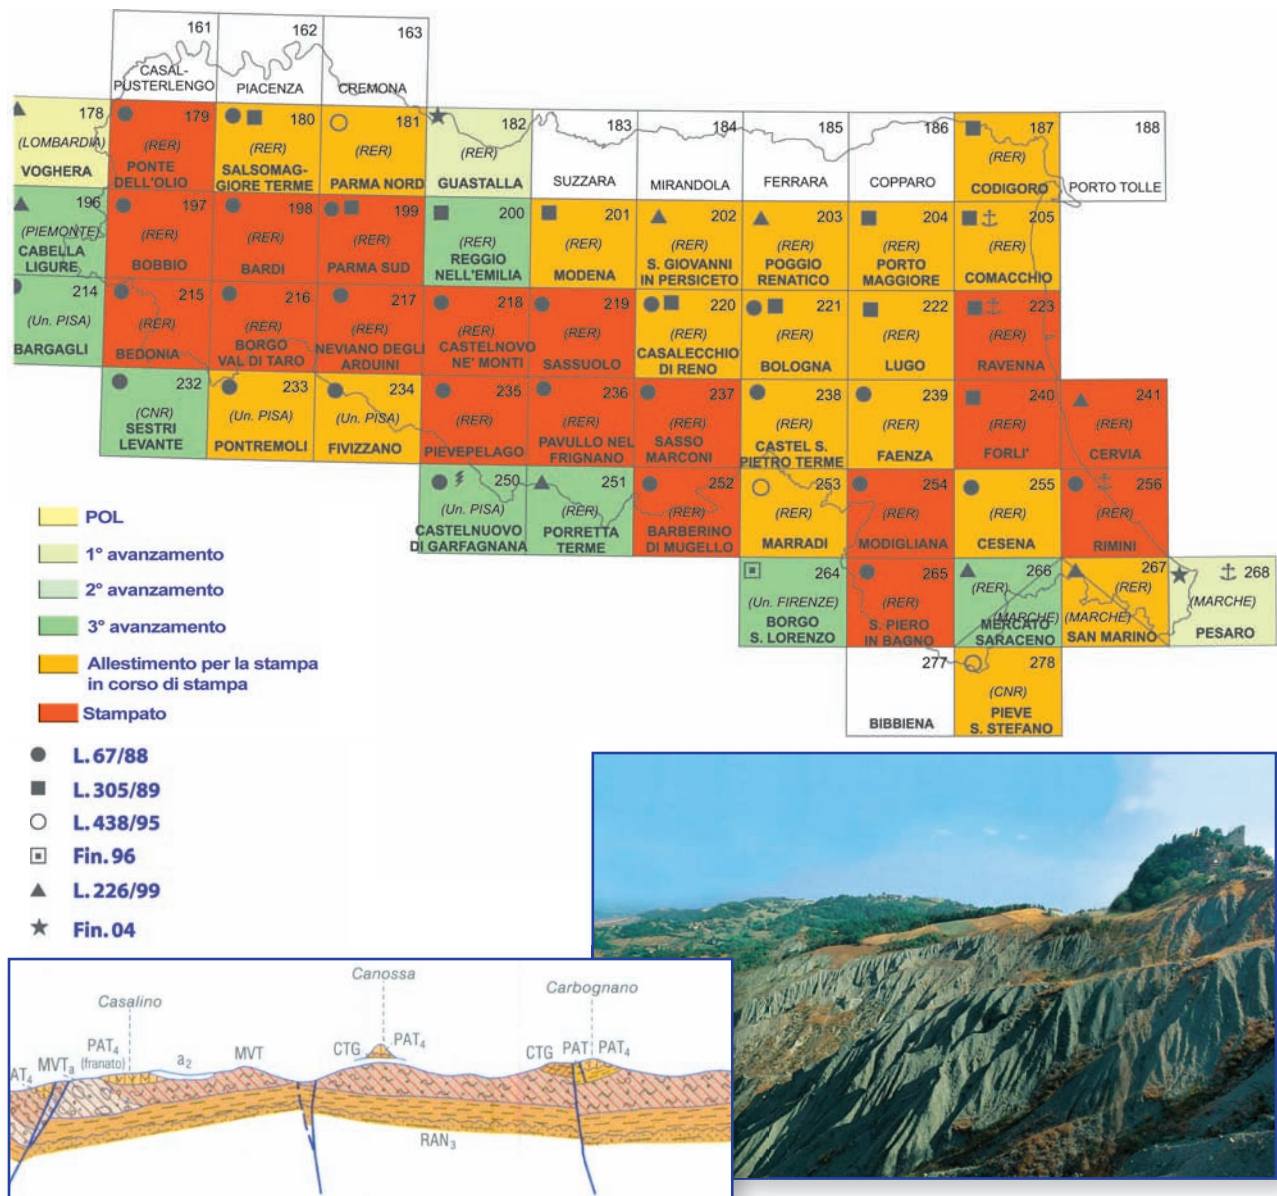 161
162
163
CASAL-
PUSTERLENGO
PIACENZA
CREMONA
178
(LOMBARDIA)
VOGHERA
179
(RER)
PONTE
DELL'OLIO
180
(RER)
SALSOMAG-
GIORE TERME
181
(RER)
PARMA NORD
182
(RER)
GUASTALLA
183
SUZZARA
184
MIRANDOLA
185
FERRARA
186
COPPARO
187
(RER)
CODIGORO
188
PORTO TOLLE
196
(PIEMONTE)
CABELLA
LIGURE
197
(RER)
BOBBIO
198
(RER)
BARDI
199
(RER)
PARMA SUD
200
(RER)
REGGIO
NELL'EMILIA
201
(RER)
MODENA
202
(RER)
S. GIOVANNI
IN PERSICETO
203
(RER)
POGGIO
RENATICO
204
(RER)
PORTO
MAGGIORE
205
(RER)
COMACCHIO
214
(Un. PISA)
BARGAGLI
215
(RER)
BEDONIA
216
(RER)
BORGO
VAL DI TARO
217
(RER)
NEVIANO DEGLI
ARDUINI
218
(RER)
CASTELNOVO
NE' MONTI
219
(RER)
SASSUOLO
220
(RER)
CASALECCHIO
DI RENO
221
(RER)
BOLOGNA
222
(RER)
LUGO
223
(RER)
RAVENNA
232
(CNR)
SESTRI
LEVANTE
233
(Un. PISA)
PONTREMOLI
234
(Un. PISA)
FIVIZZANO
235
(RER)
PIEVEPELAGO
236
(RER)
PAVULLO NEL
FRIGNANO
237
(RER)
SASSO
MARCONI
238
(RER)
CASTEL S.
PIETRO TERME
239
(RER)
FAENZA
240
(RER)
FORLI'
241
(RER)
CERVIA
250
(Un. PISA)
CASTELNUOVO
DI GARFAGNANA
251
(RER)
PORRETTA
TERME
252
(RER)
BARBERINO
DI MUGELLO
253
(RER)
MARRADI
254
(RER)
MODIGLIANA
255
(RER)
CESENA
256
(RER)
RIMINI
264
(Un. FIRENZE)
BORGO
S. LORENZO
265
(RER)
S. PIERO
IN BAGNO
266
(RER)
(MARCHE)
MERCATO
SARACENO
267
(RER)
(MARCHE)
SAN MARINO
268
(MARCHE)
PESARO
277
BIBBIENA
278
(CNR)
PIEVE
S. STEFANO
POL
1° avanzamento
2° avanzamento
3° avanzamento
Allestimento per la stampa
in corso di stampa
Stampato
L. 67/88
L. 305/89
L. 438/95
Fin. 96
L. 226/99
Fin. 04
Casalino
Canossa
Carbognano
AT4
MVTa
PAT4
(franato)
a2
MVT
CTG
PAT4
CTG
PAT
PAT4
RAN3